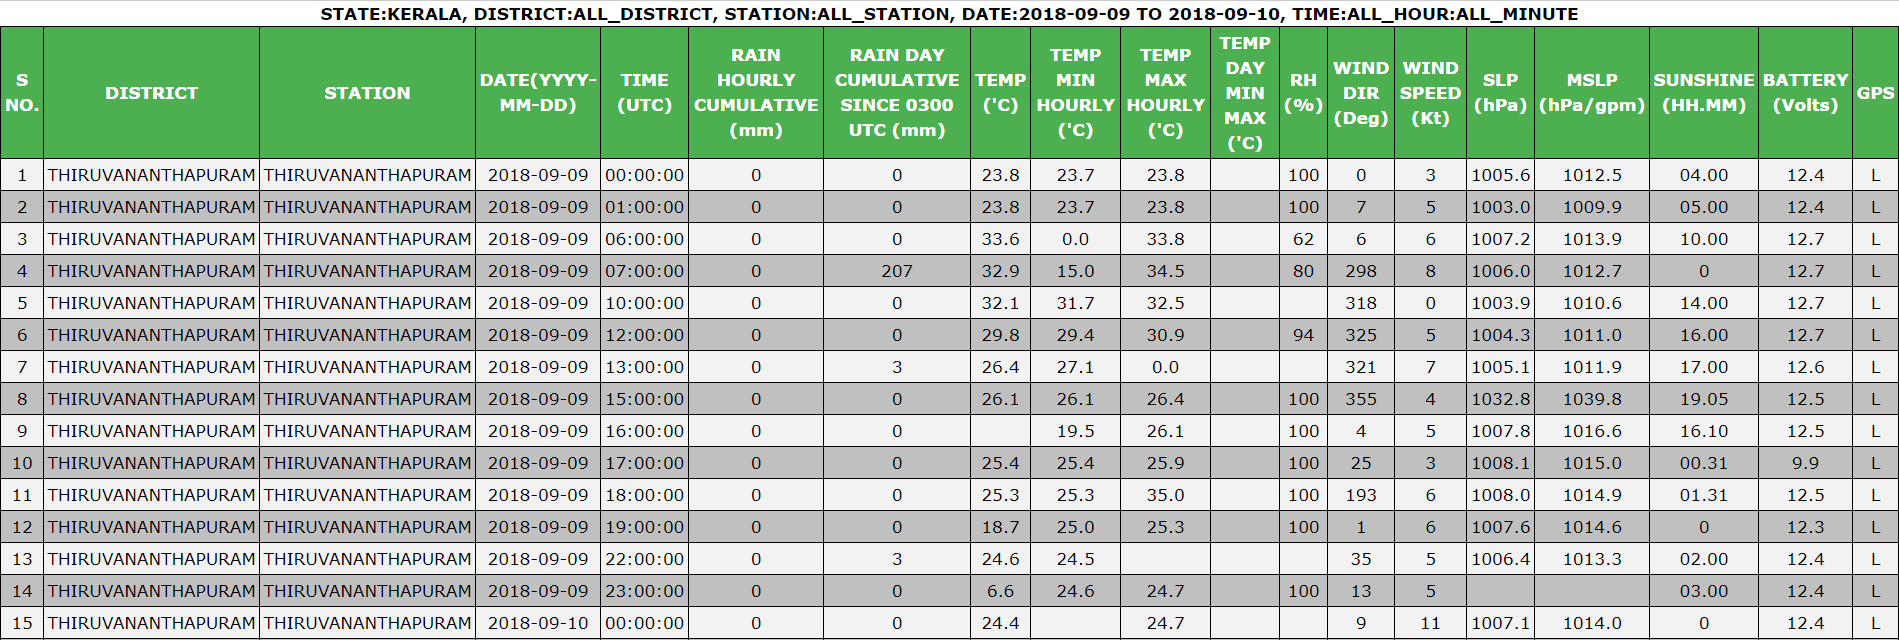 STATE:KERALA, DISTRICT:ALL_DISTRICT, STATION:ALL_STATION, DATE:2018-09-09 TO 2018-09-10, TIME:ALL_HOUR:ALL_MINUTE
S NO. DISTRICT STATION DATE(YYYY-MM-DD) TIME (UTC) RAIN HOURLY CUMULATIVE (mm) RAIN DAY CUMULATIVE SINCE 0300 UTC (mm) TEMP ('C) TEMP MIN HOURLY ('C) TEMP MAX HOURLY ('C) TEMP DAY MIN MAX ('C) RH (%) WIND DIR (Deg) WIND SPEED (Kt) SLP (hPa) MSLP (hPa/gpm) SUNSHINE (HH.MM) BATTERY (Volts) GPS
1 THIRUVANANTHAPURAM THIRUVANANTHAPURAM 2018-09-09 00:00:00 0 0 23.8 23.7 23.8 100 0 3 1005.6 1012.5 04.00 12.4 L
2 THIRUVANANTHAPURAM THIRUVANANTHAPURAM 2018-09-09 01:00:00 0 0 23.8 23.7 23.8 100 7 5 1003.0 1009.9 05.00 12.4 L
3 THIRUVANANTHAPURAM THIRUVANANTHAPURAM 2018-09-09 06:00:00 0 0 33.6 0.0 33.8 62 6 6 1007.2 1013.9 10.00 12.7 L
4 THIRUVANANTHAPURAM THIRUVANANTHAPURAM 2018-09-09 07:00:00 0 207 32.9 15.0 34.5 80 298 8 1006.0 1012.7 0 12.7 L
5 THIRUVANANTHAPURAM THIRUVANANTHAPURAM 2018-09-09 10:00:00 0 0 32.1 31.7 32.5 318 0 1003.9 1010.6 14.00 12.7 L
6 THIRUVANANTHAPURAM THIRUVANANTHAPURAM 2018-09-09 12:00:00 0 0 29.8 29.4 30.9 94 325 5 1004.3 1011.0 16.00 12.7 L
7 THIRUVANANTHAPURAM THIRUVANANTHAPURAM 2018-09-09 13:00:00 0 3 26.4 27.1 0.0 321 7 1005.1 1011.9 17.00 12.6 L
8 THIRUVANANTHAPURAM THIRUVANANTHAPURAM 2018-09-09 15:00:00 0 0 26.1 26.1 26.4 100 355 4 1032.8 1039.8 19.05 12.5 L
9 THIRUVANANTHAPURAM THIRUVANANTHAPURAM 2018-09-09 16:00:00 0 0 19.5 26.1 100 4 5 1007.8 1016.6 16.10 12.5 L
10 THIRUVANANTHAPURAM THIRUVANANTHAPURAM 2018-09-09 17:00:00 0 0 25.4 25.4 25.9 100 25 3 1008.1 1015.0 00.31 9.9 L
11 THIRUVANANTHAPURAM THIRUVANANTHAPURAM 2018-09-09 18:00:00 0 0 25.3 25.3 35.0 100 193 6 1008.0 1014.9 01.31 12.5 L
12 THIRUVANANTHAPURAM THIRUVANANTHAPURAM 2018-09-09 19:00:00 0 0 18.7 25.0 25.3 100 1 6 1007.6 1014.6 0 12.3 L
13 THIRUVANANTHAPURAM THIRUVANANTHAPURAM 2018-09-09 22:00:00 0 3 24.6 24.5 35 5 1006.4 1013.3 02.00 12.4 L
14 THIRUVANANTHAPURAM THIRUVANANTHAPURAM 2018-09-09 23:00:00 0 0 6.6 24.6 24.7 100 13 5 03.00 12.4 L
15 THIRUVANANTHAPURAM THIRUVANANTHAPURAM 2018-09-10 00:00:00 0 0 24.4 24.7 9 11 1007.1 1014.0 0 12.4 L